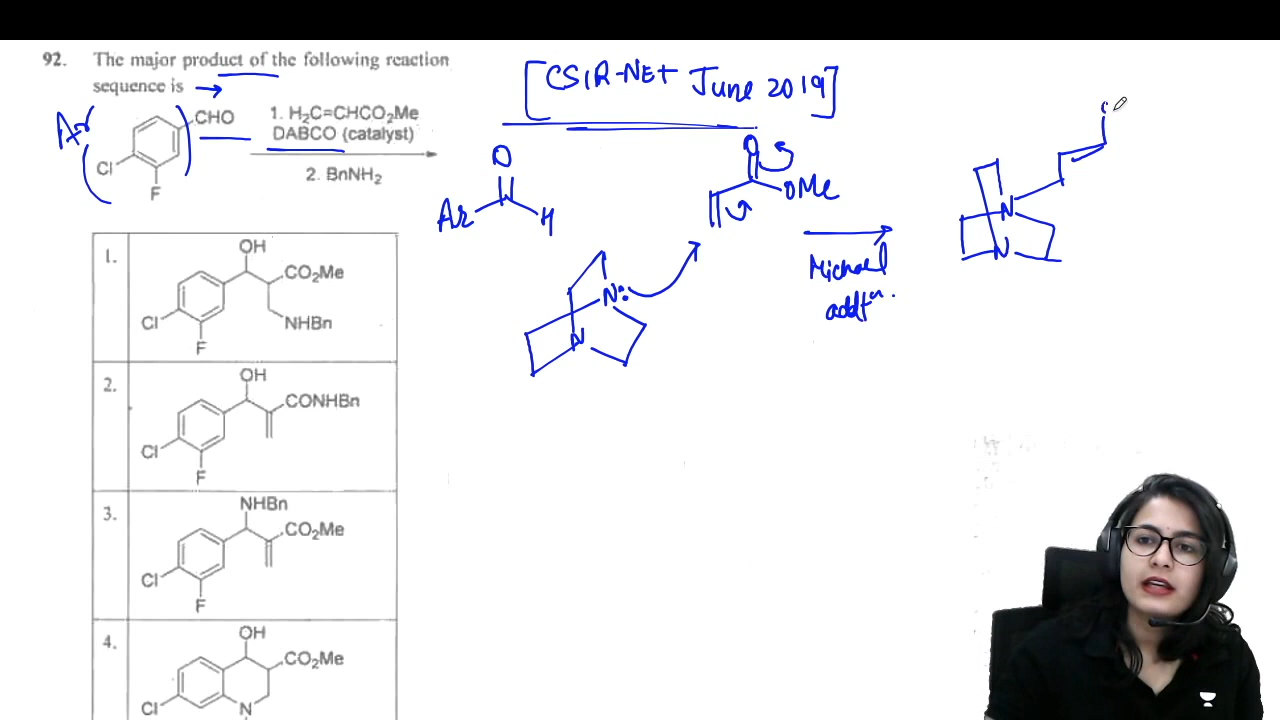 92. The major product of the following reaction
sequence is →
[CSIR-NET June 2019]
Ar
CHO
Cl
F
1. H₂C=CHCO₂Me
DABCO (catalyst)
2. BnNH₂
O
Ar
H
O
OMe
N:
N
Michael
addtⁿ.
N
N
1.
OH
CO₂Me
NHBn
Cl
F
2.
OH
CONHBn
Cl
F
3.
NHBn
CO₂Me
Cl
F
4.
OH
CO₂Me
Cl
N